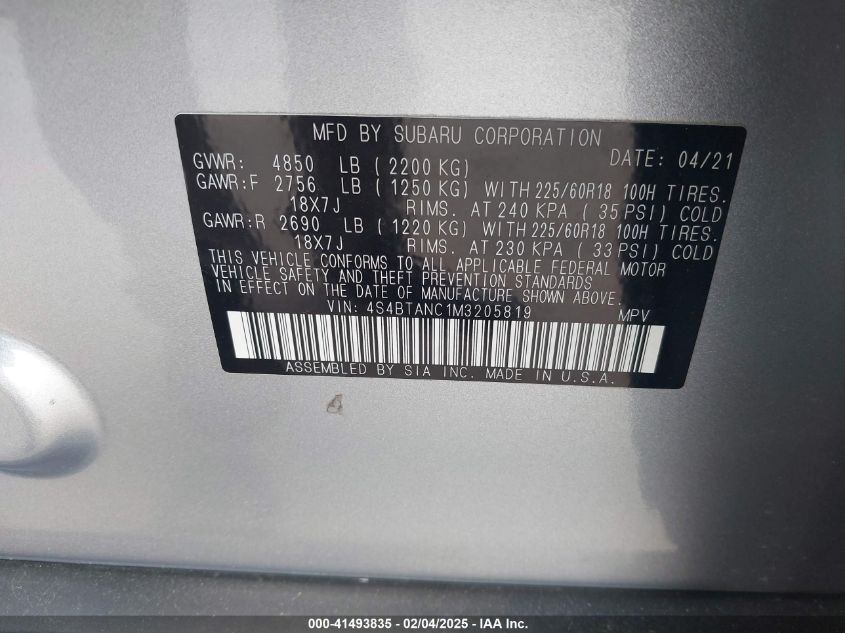 MFD BY SUBARU CORPORATION
DATE: 04/21
GVWR: 4850 LB ( 2200 KG)
GAWR:F 2756 LB ( 1250 KG) WITH 225/60R18 100H TIRES.
18X7J RIMS. AT 240 KPA ( 35 PSI) COLD
GAWR:R 2690 LB ( 1220 KG) WITH 225/60R18 100H TIRES.
18X7J RIMS. AT 230 KPA ( 33 PSI) COLD
THIS VEHICLE CONFORMS TO ALL APPLICABLE FEDERAL MOTOR
VEHICLE SAFETY AND THEFT PREVENTION STANDARDS
IN EFFECT ON THE DATE OF MANUFACTURE SHOWN ABOVE.
VIN: 4S4BTANC1M3205819 MPV
ASSEMBLED BY SIA INC. MADE IN U.S.A.
000-41493835 - 02/04/2025 - IAA Inc.